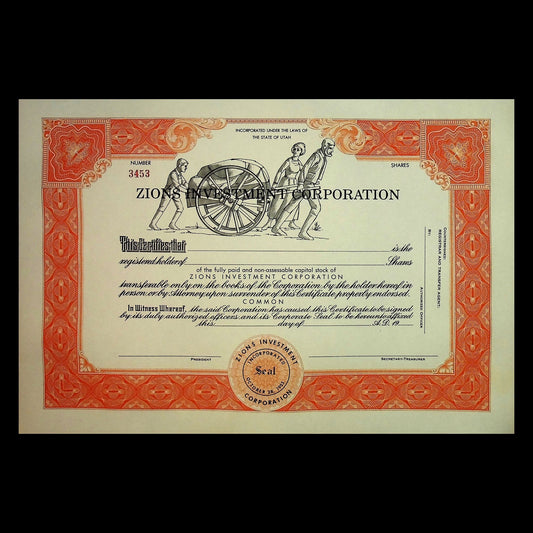 INCORPORATED UNDER THE LAWS OF
THE STATE OF UTAH
NUMBER
3453
SHARES
ZIONS INVESTMENT CORPORATION
This Certifies that
is the
registered holder of
Shares
of the fully paid and non-assessable capital stock of
ZIONS INVESTMENT CORPORATION
transferable only on the books of the Corporation by the holder hereof in
person or by Attorney upon surrender of this Certificate properly endorsed.
COMMON
In Witness Whereof, the said Corporation has caused this Certificate to be signed
by its duly authorized officers and its Corporate Seal to be hereunto affixed
this day of A.D. 19
PRESIDENT
SECRETARY-TREASURER
COUNTERSIGNED:
REGISTRAR AND TRANSFER AGENT,
BY:
AUTHORIZED OFFICER
ZIONS INVESTMENT
INCORPORATED
Seal
OCTOBER 28,
CORPORATION